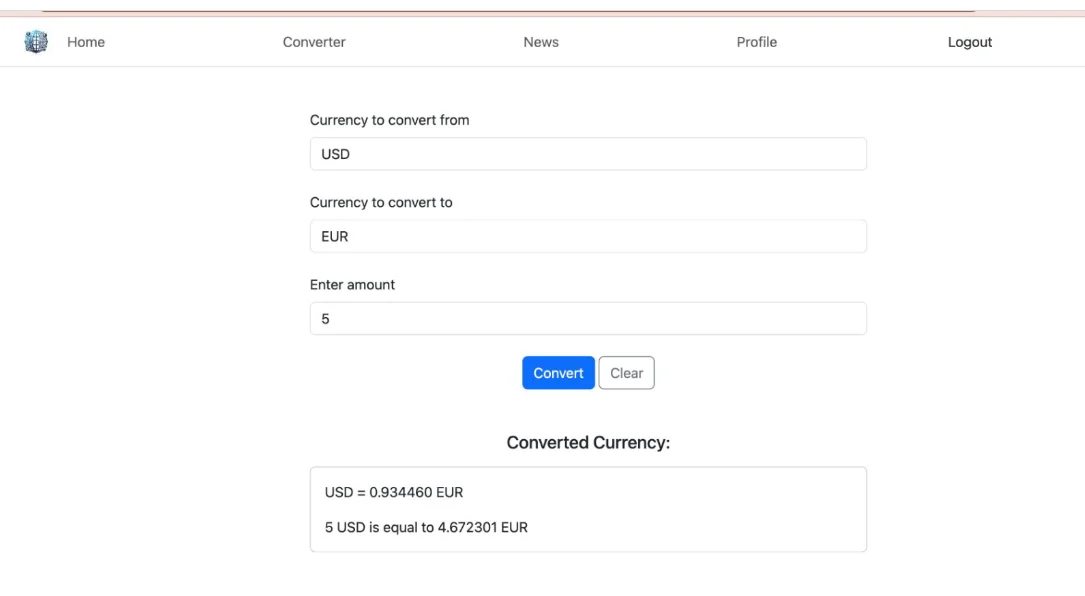 Home Converter News Profile Logout
Currency to convert from
USD
Currency to convert to
EUR
Enter amount
5
Convert Clear
Converted Currency:
USD = 0.934460 EUR
5 USD is equal to 4.672301 EUR